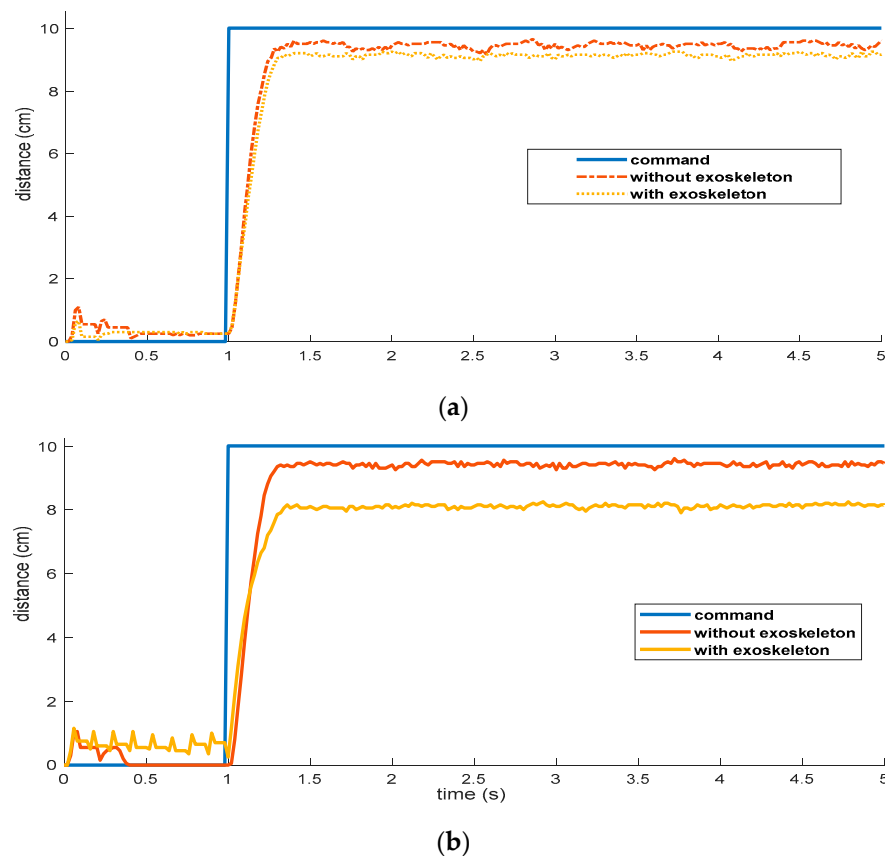 10
8
6
4
2
0
distance (cm)
command
without exoskeleton
with exoskeleton
0 0.5 1 1.5 2 2.5 3 3.5 4 4.5 5
(a)
10
8
6
4
2
0
distance (cm)
command
without exoskeleton
with exoskeleton
0 0.5 1 1.5 2 2.5 3 3.5 4 4.5 5
time (s)
(b)